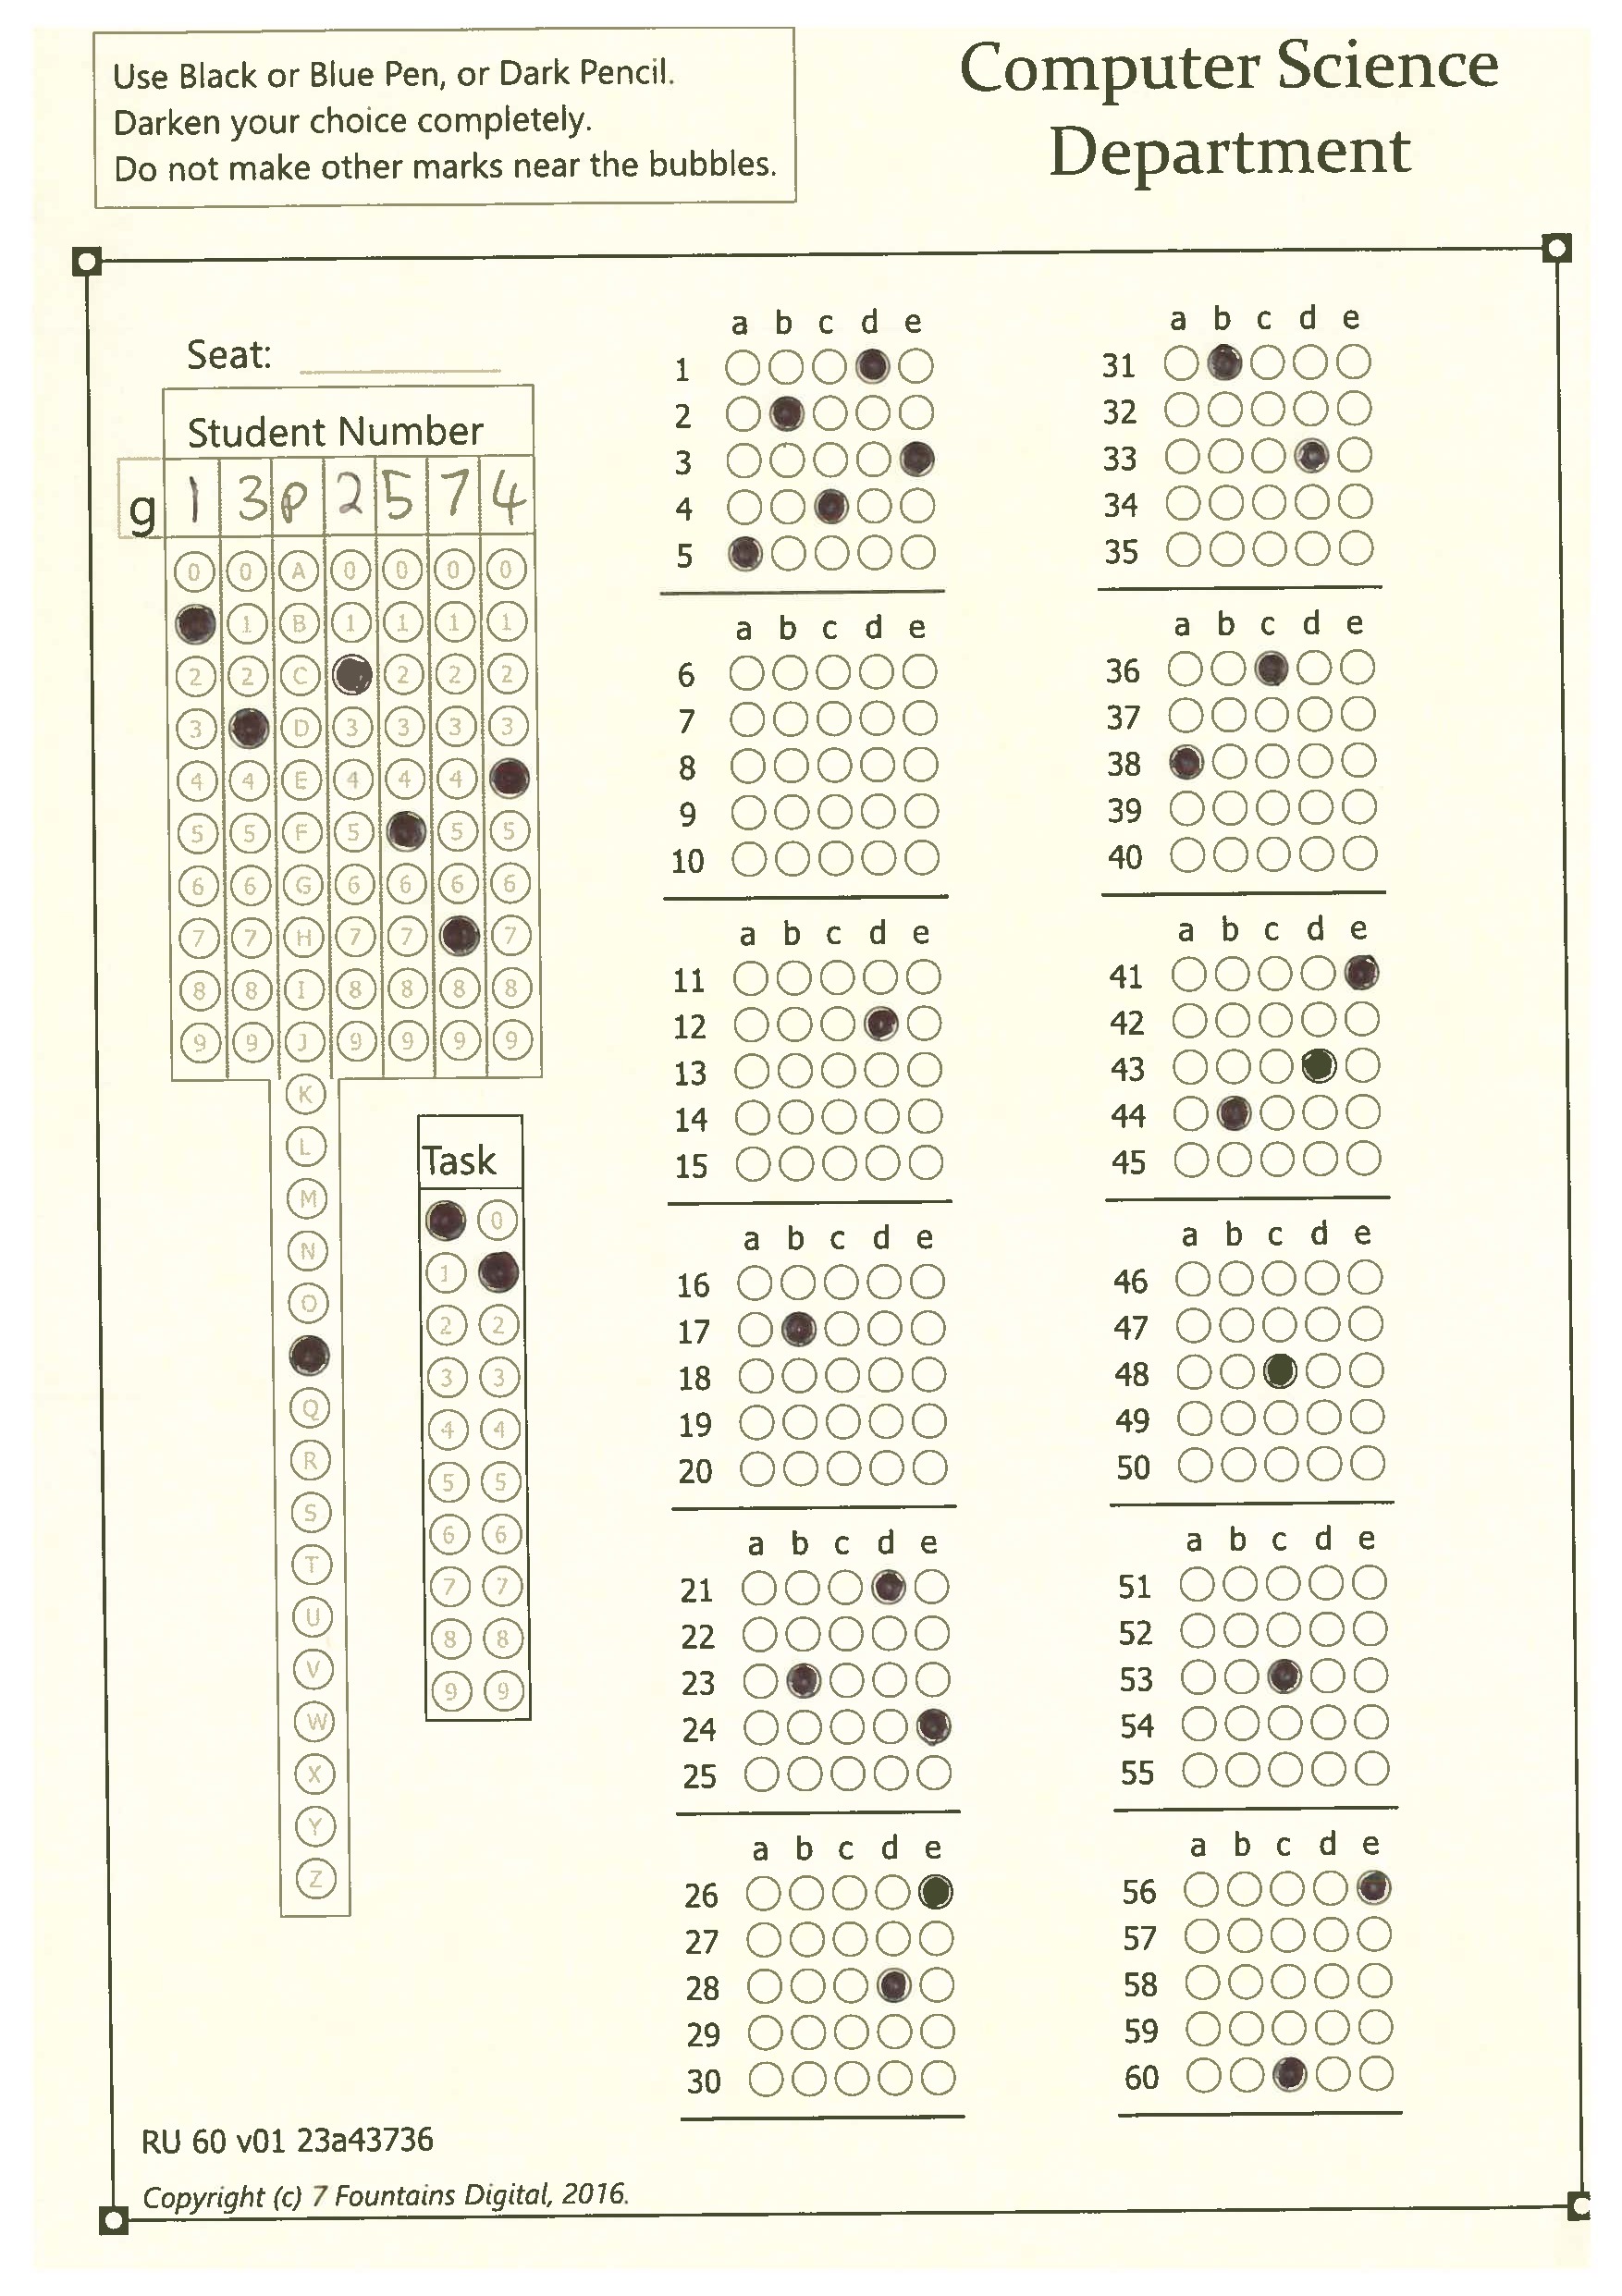 Use Black or Blue Pen, or Dark Pencil.
Darken your choice completely.
Do not make other marks near the bubbles.
Computer Science
Department
Seat:
Student Number
g 1 3 P 2 5 7 4
0 0 A 0 0 0 0
1 B 1 1 1 1
2 2 C 2 2 2
3 D 3 3 3 3
4 4 E 4 4 4
5 5 F 5 5 5
6 6 G 6 6 6 6
7 7 H 7 7 7
8 8 I 8 8 8 8
9 9 J 9 9 9 9
K
L
M
N
O
Q
R
S
T
U
V
W
X
Y
Z
Task
0
1
2 2
3 3
4 4
5 5
6 6
7 7
8 8
9 9
a b c d e
1
2
3
4
5
a b c d e
6
7
8
9
10
a b c d e
11
12
13
14
15
a b c d e
16
17
18
19
20
a b c d e
21
22
23
24
25
a b c d e
26
27
28
29
30
a b c d e
31
32
33
34
35
a b c d e
36
37
38
39
40
a b c d e
41
42
43
44
45
a b c d e
46
47
48
49
50
a b c d e
51
52
53
54
55
a b c d e
56
57
58
59
60
RU 60 v01 23a43736
Copyright (c) 7 Fountains Digital, 2016.